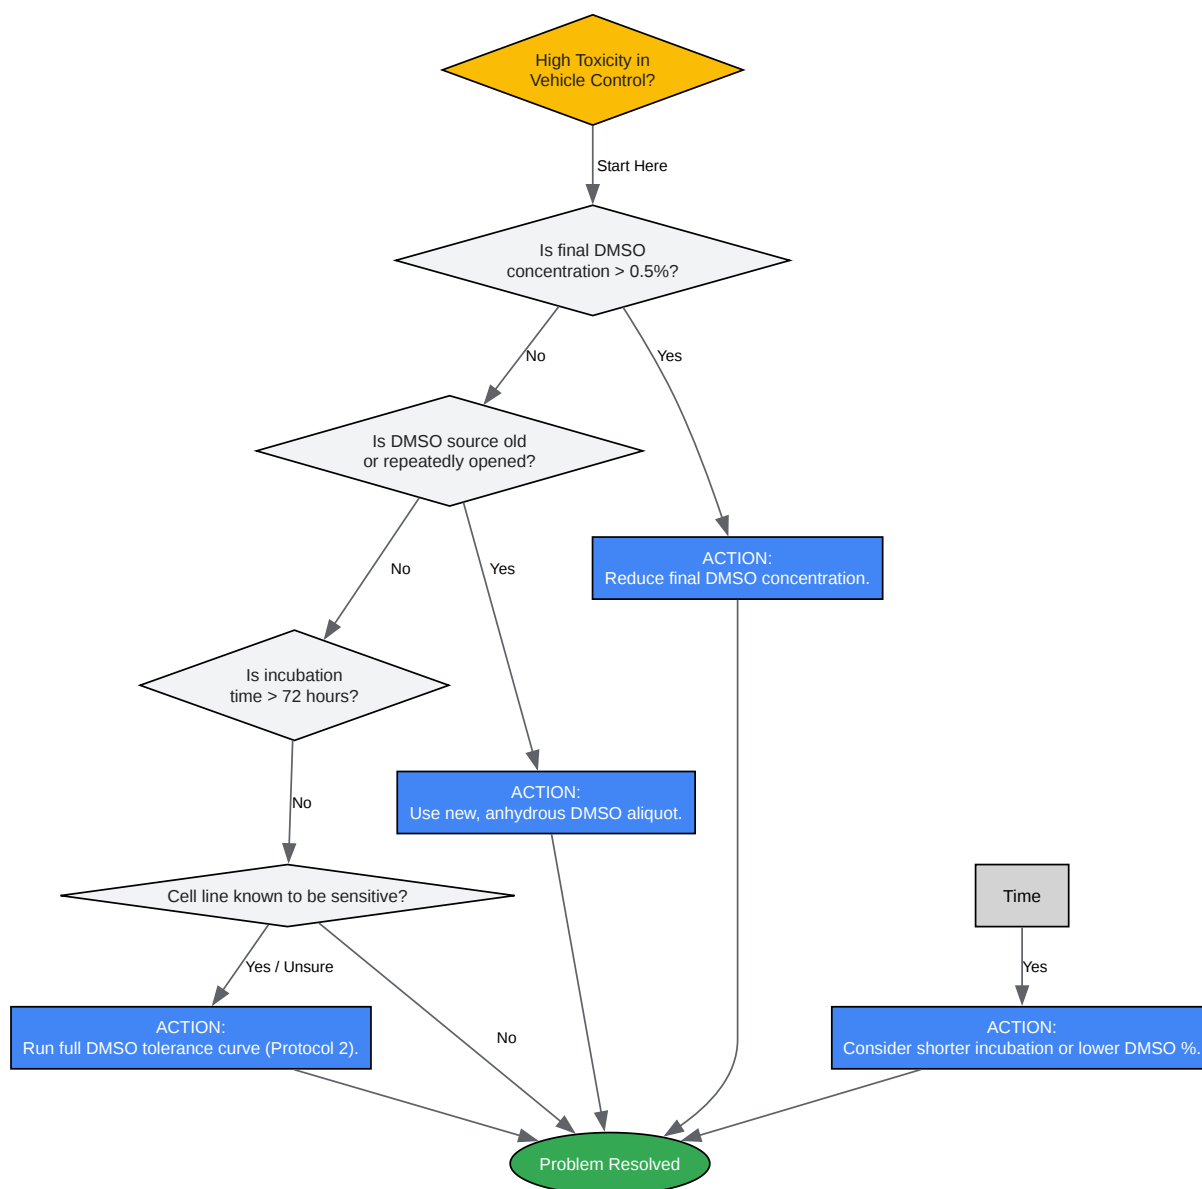 High Toxicity in
Vehicle Control?
Start Here
Is final DMSO
concentration > 0.5%?
No
Yes
Is DMSO source old
or repeatedly opened?
No
Yes
ACTION:
Reduce final DMSO concentration.
Is incubation
time > 72 hours?
No
ACTION:
Use new, anhydrous DMSO aliquot.
Cell line known to be sensitive?
Time
Yes / Unsure
No
Yes
ACTION:
Run full DMSO tolerance curve (Protocol 2).
ACTION:
Consider shorter incubation or lower DMSO %.
Problem Resolved